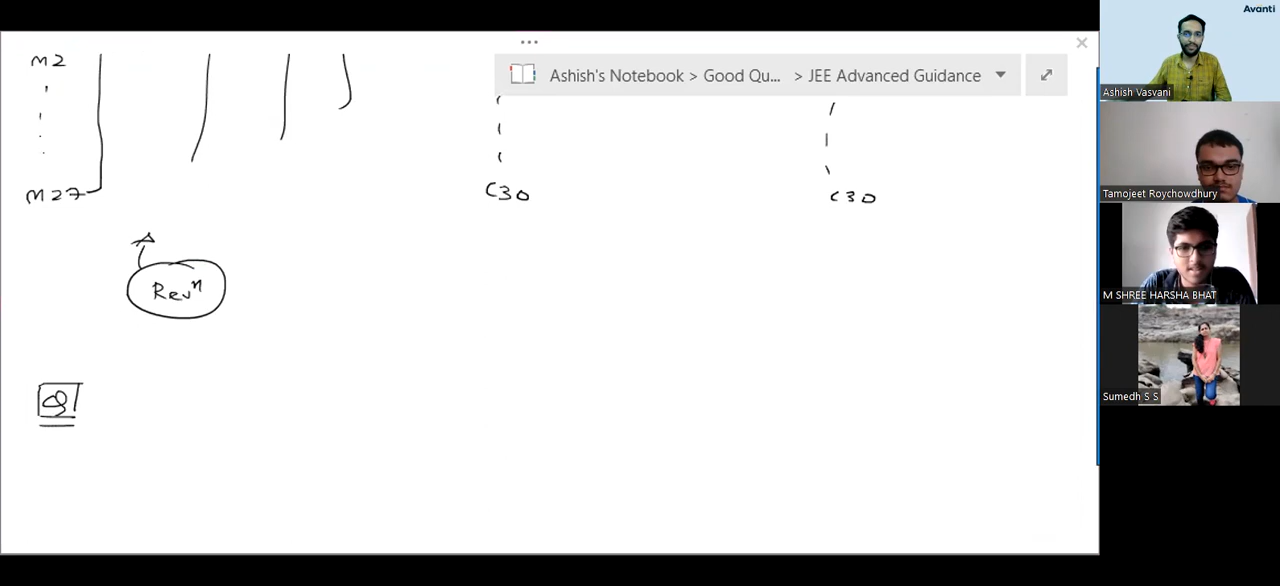 Avanti
M2
Ashish's Notebook > Good Qu... > JEE Advanced Guidance
Ashish Vasvani
M27
C30
C30
Tamojeet Roychowdhury
Revⁿ
M SHREE HARSHA BHAT
Sumedh S S